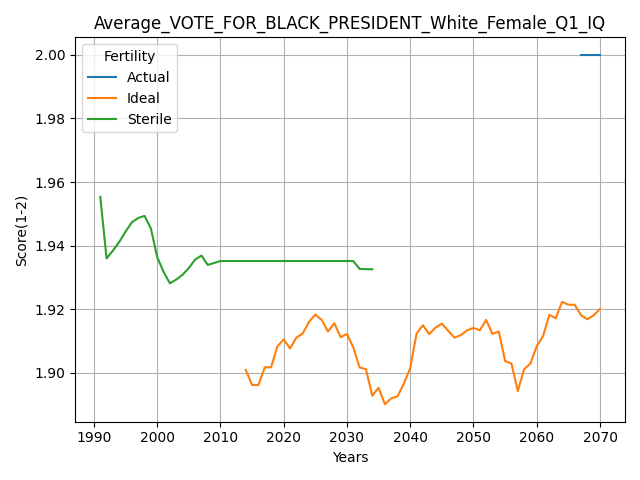 Average_VOTE_FOR_BLACK_PRESIDENT_White_Female_Q1_IQ
Fertility
Actual
Ideal
Sterile
Score(1-2)
2.00
1.98
1.96
1.94
1.92
1.90
1990 2000 2010 2020 2030 2040 2050 2060 2070
Years